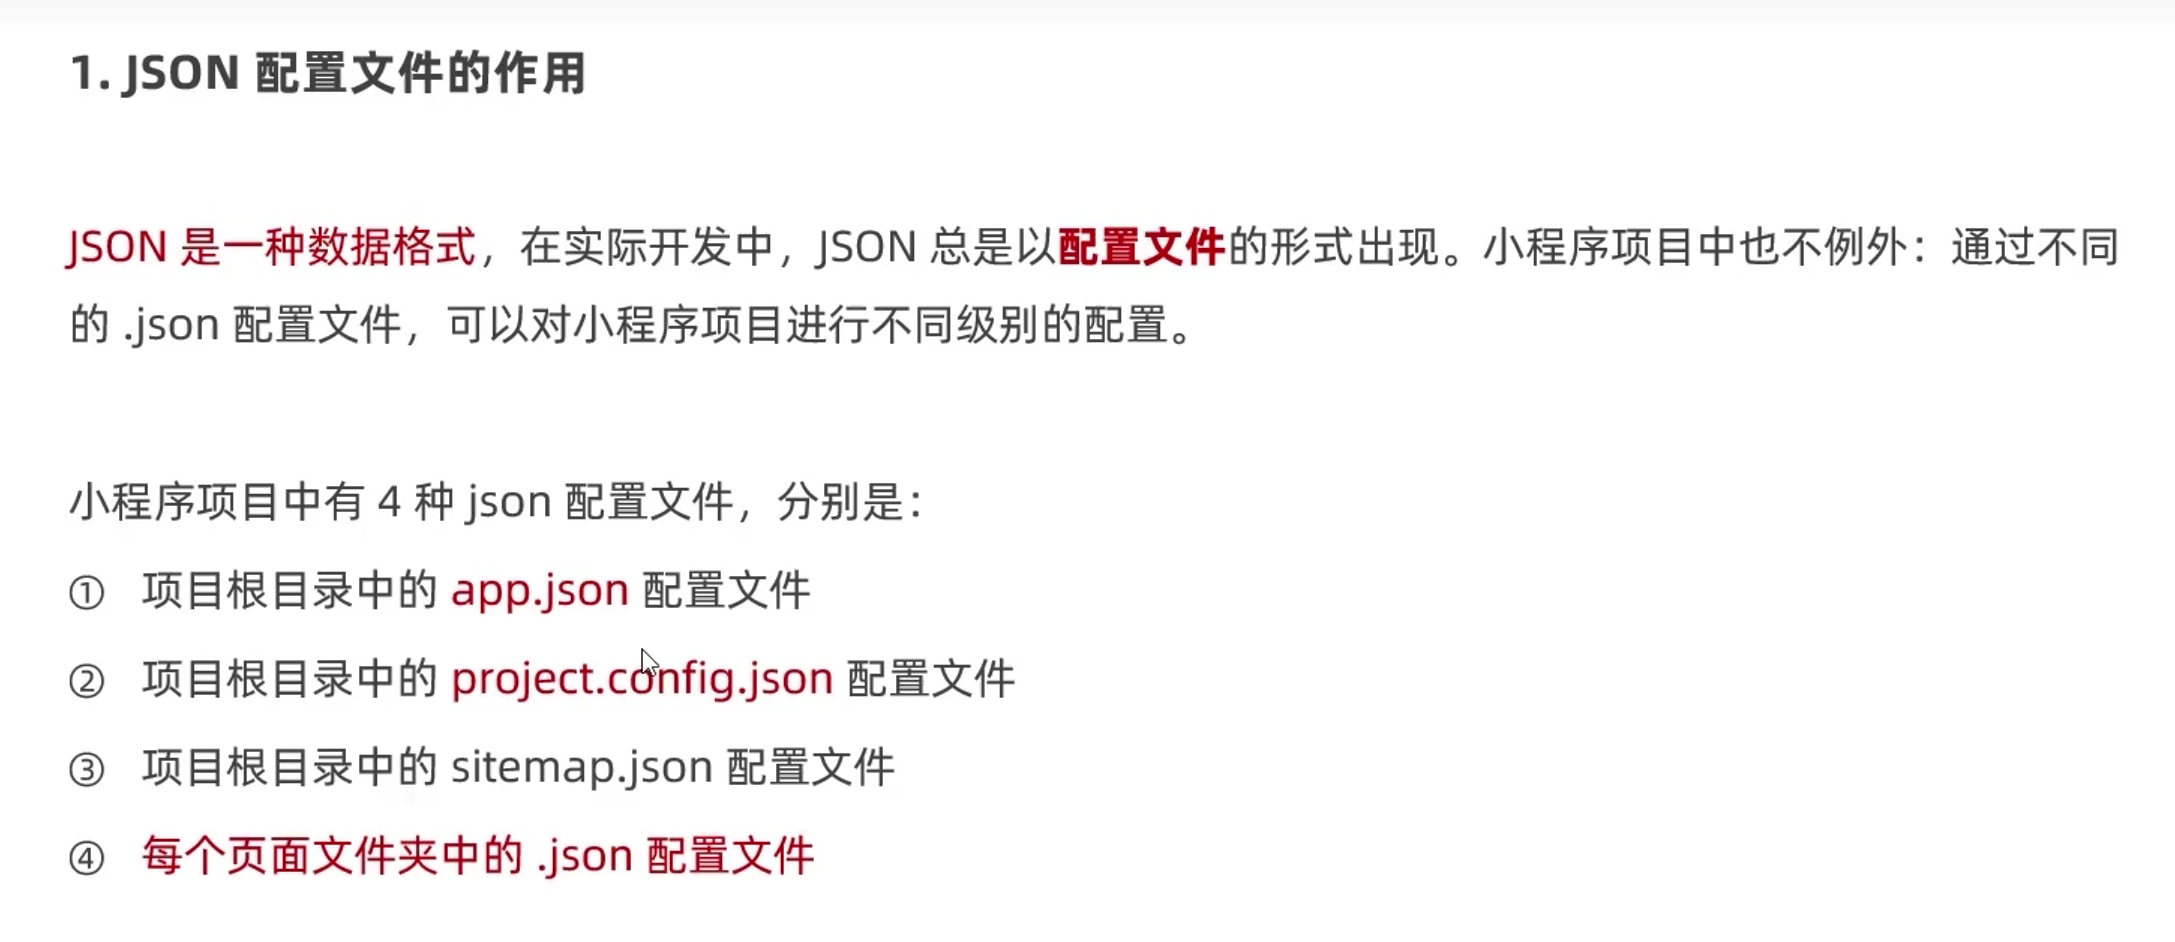 1. JSON 配置文件的作用
JSON 是一种数据格式，在实际开发中，JSON 总是以配置文件的形式出现。小程序项目中也不例外：通过不同
的 .json 配置文件，可以对小程序项目进行不同级别的配置。
小程序项目中有 4 种 json 配置文件，分别是：
① 项目根目录中的 app.json 配置文件
② 项目根目录中的 project.config.json 配置文件
③ 项目根目录中的 sitemap.json 配置文件
④ 每个页面文件夹中的 .json 配置文件